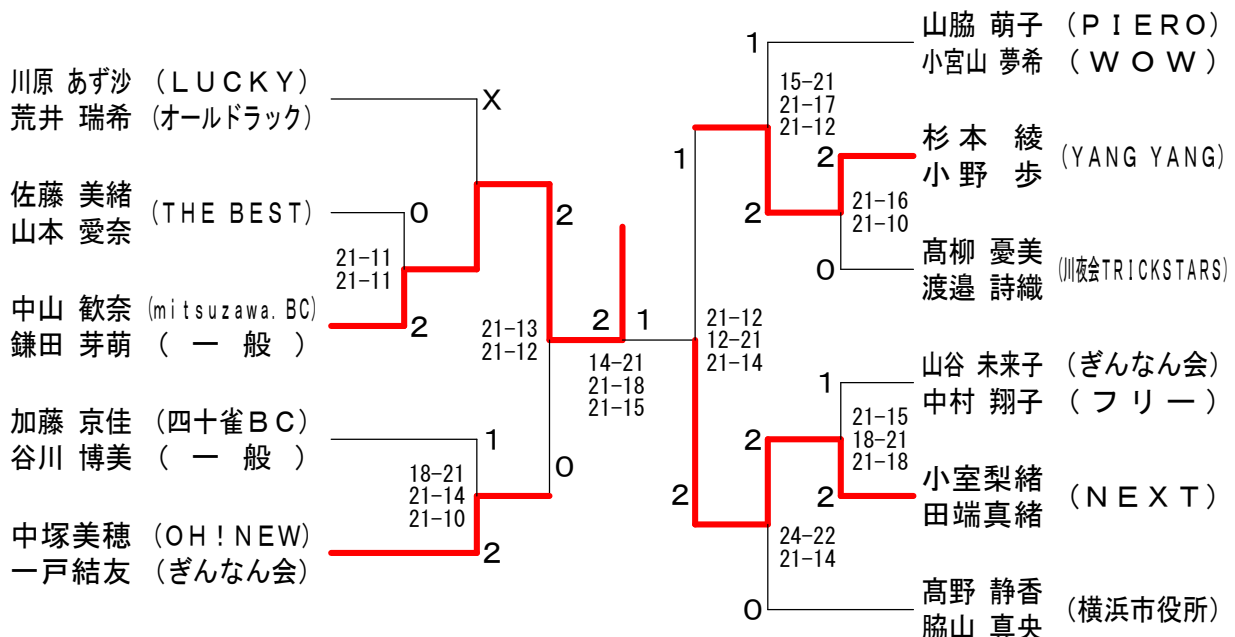 川原 あず沙 (LUCKY)
荒井 瑞希 (オールドラック)
X
佐藤 美緒
山本 愛奈
(THE BEST)
0
21-11
21-11
中山 歓奈 (mitsuzawa.BC)
鎌田 芽萌 (一般)
2
2
21-13
21-12
加藤 京佳 (四十雀BC)
谷川 博美 (一般)
1
0
18-21
21-14
21-10
中塚美穂 (OH!NEW)
一戸結友 (ぎんなん会)
2
2
1
14-21
21-18
21-15
山脇 萌子 (PIERO)
小宮山 夢希 (WOW)
1
15-21
21-17
21-12
1
杉本 綾
小野 歩
(YANG YANG)
2
2
21-16
21-10
髙柳 憂美
渡邉 詩織
(川夜会TRICKSTARS)
0
21-12
12-21
21-14
山谷 未来子 (ぎんなん会)
中村 翔子 (フリー)
1
21-15
18-21
21-18
2
2
小室梨緒
田端真緒
(NEXT)
2
24-22
21-14
髙野 静香
脇山 真央
(横浜市役所)
0